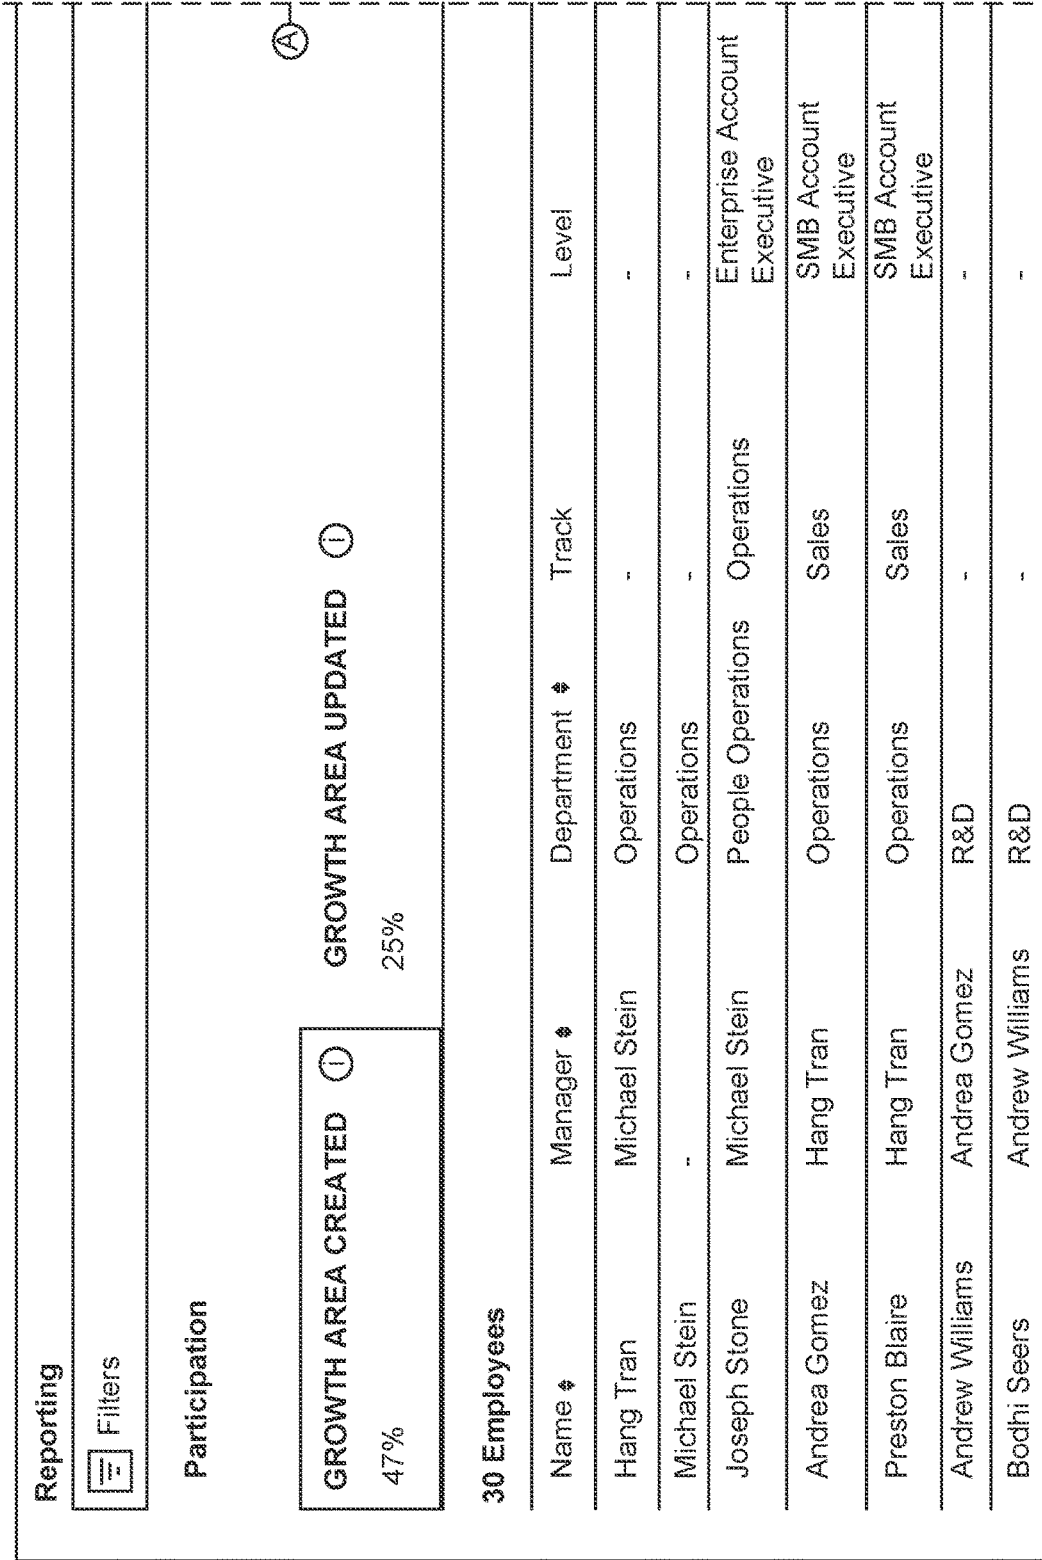 Reporting
Filters
Participation
A
GROWTH AREA CREATED i GROWTH AREA UPDATED i
47% 25%
30 Employees
Name Manager Department Track Level
Hang Tran Michael Stein Operations - -
Michael Stein - Operations - -
Joseph Stone Michael Stein People Operations Operations Enterprise Account
Executive
Andrea Gomez Hang Tran Operations Sales SMB Account
Executive
Preston Blaire Hang Tran Operations Sales SMB Account
Executive
Andrew Williams Andrea Gomez R&D - -
Bodhi Seers Andrew Williams R&D - -